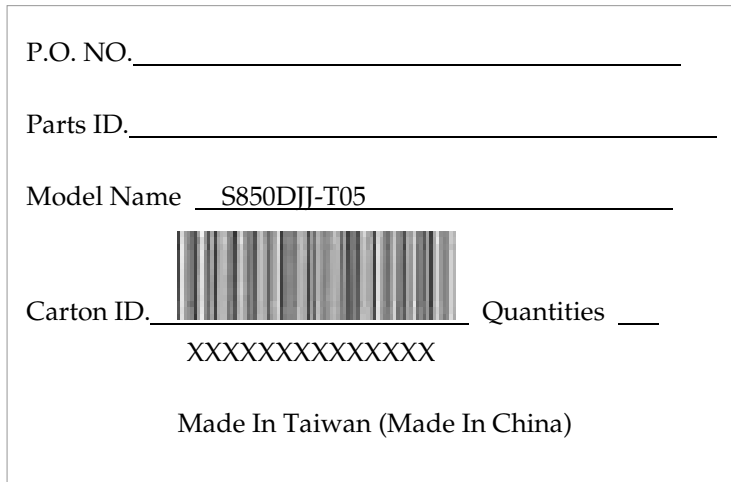 P.O. NO.
Parts ID.
Model Name S850DJJ-T05
Carton ID. Quantities
XXXXXXXXXXXXXX
Made In Taiwan (Made In China)